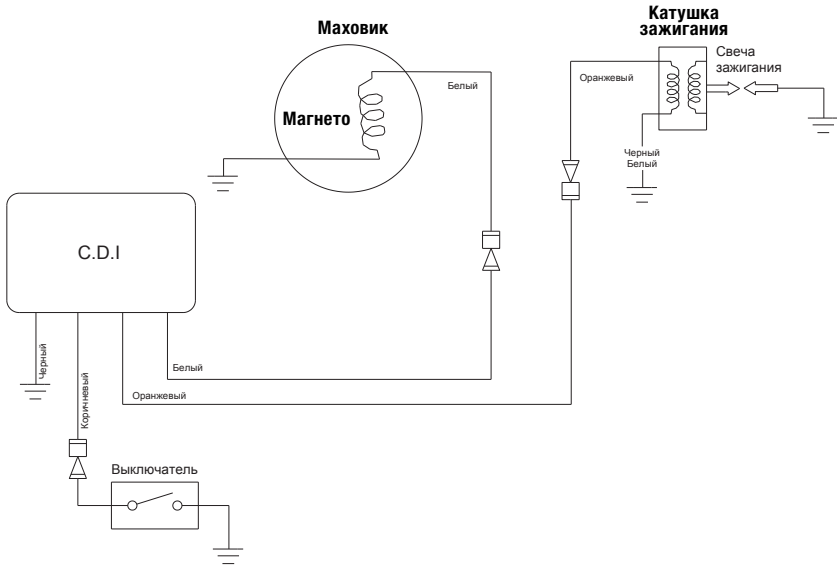 Катушка
зажигания
Маховик
Свеча
зажигания
Белый
Оранжевый
Магнето
Черный
Белый
C.D.I
Черный
Коричневый
Белый
Оранжевый
Выключатель